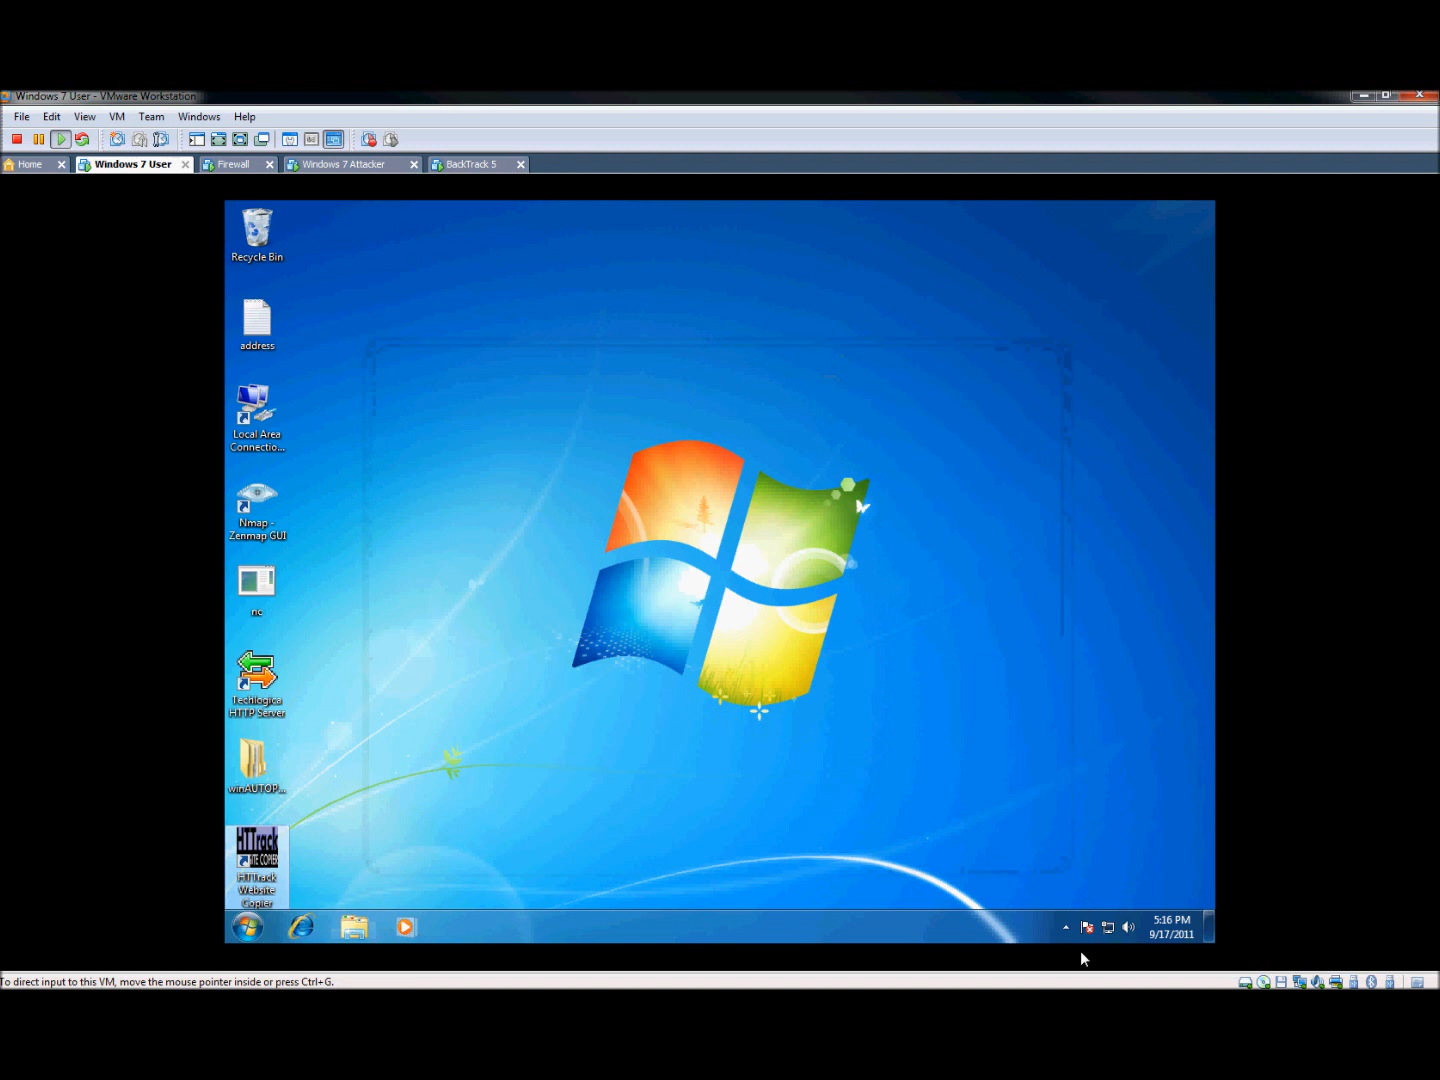 Windows 7 User - VMware Workstation
File Edit View VM Team Windows Help
Home Windows 7 User Firewall Windows 7 Attacker BackTrack 5
Recycle Bin
address
Local Area
Connectio...
Nmap -
Zenmap GUI
nc
Techlogica
HTTP Server
winAUTOP...
HTTrack
SITE COPIER
HTTrack
Website
Copier
5:16 PM
9/17/2011
To direct input to this VM, move the mouse pointer inside or press Ctrl+G.